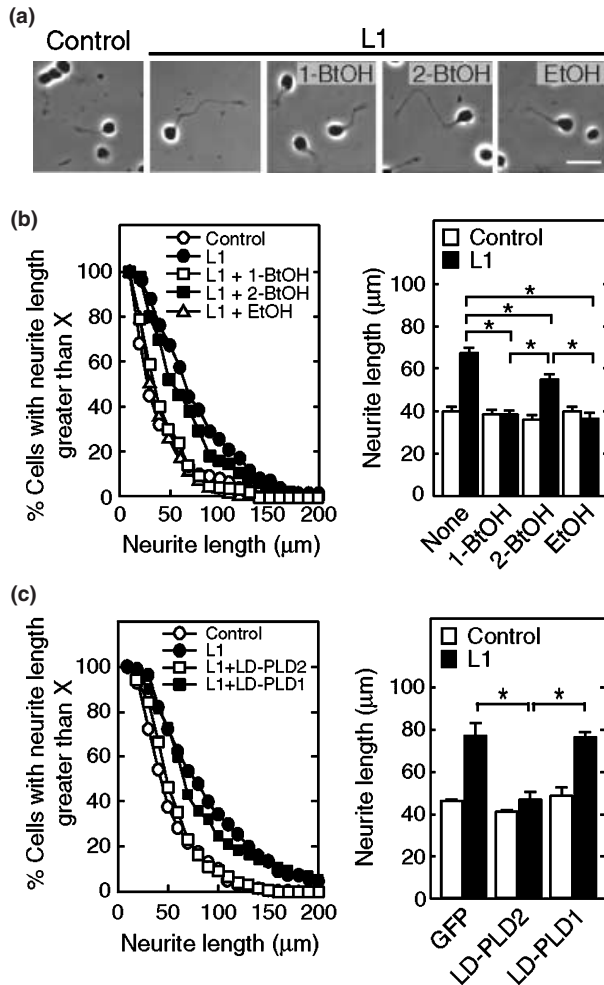 (a)
Control
L1
1-BtOH
2-BtOH
EtOH
(b)
% Cells with neurite length
greater than X
100
80
60
40
20
0
Control
L1
L1 + 1-BtOH
L1 + 2-BtOH
L1 + EtOH
0 50 100 150 200
Neurite length (μm)
Neurite length (μm)
100
80
60
40
20
0
Control
L1
* 
*
* * *
None
1-BtOH
2-BtOH
EtOH
(c)
% Cells with neurite length
greater than X
100
80
60
40
20
0
Control
L1
L1+LD-PLD2
L1+LD-PLD1
0 50 100 150 200
Neurite length (μm)
Neurite length (μm)
100
80
60
40
20
0
Control
L1
* *
GFP
LD-PLD2
LD-PLD1